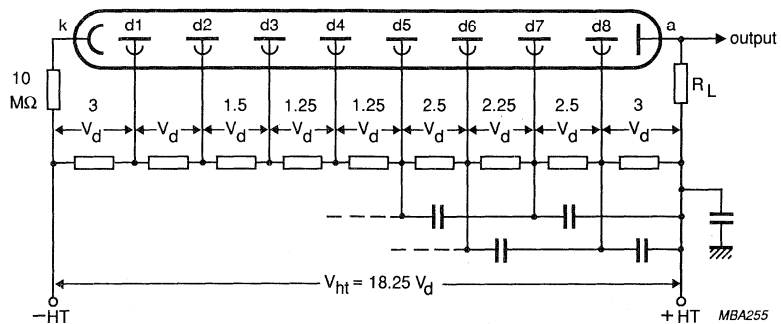 k d1 d2 d3 d4 d5 d6 d7 d8 a output
10 MΩ
R_L
3 1.5 1.25 1.25 2.5 2.25 2.5 3
V_d V_d V_d V_d V_d V_d V_d V_d V_d
V_ht = 18.25 V_d
−HT +HT MBA255